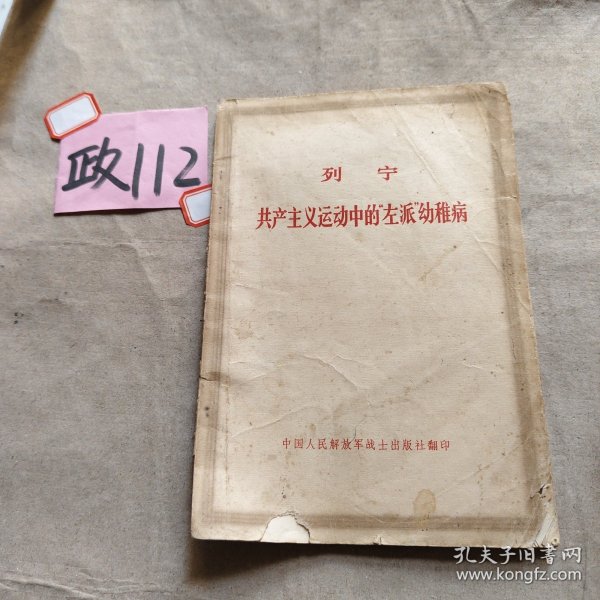 政112
列宁
共产主义运动中的“左派”幼稚病
中国人民解放军战士出版社翻印
孔夫子旧书网
www.kongfz.com